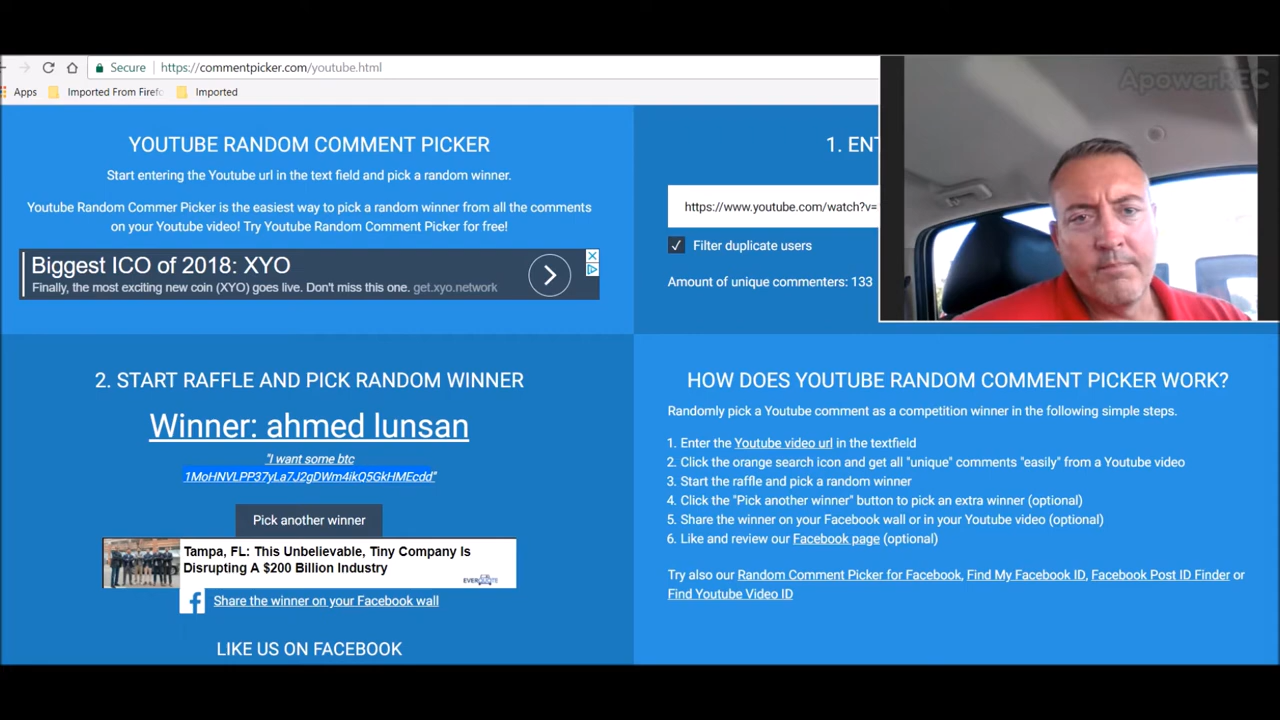 ApowerREC
Secure https://commentpicker.com/youtube.html
Apps Imported From Firefo Imported
YOUTUBE RANDOM COMMENT PICKER
Start entering the Youtube url in the text field and pick a random winner.
Youtube Random Commer Picker is the easiest way to pick a random winner from all the comments
on your Youtube video! Try Youtube Random Comment Picker for free!
Biggest ICO of 2018: XYO
Finally, the most exciting new coin (XYO) goes live. Don't miss this one. get.xyo.network
1. ENT
https://www.youtube.com/watch?v=
Filter duplicate users
Amount of unique commenters: 133
2. START RAFFLE AND PICK RANDOM WINNER
Winner: ahmed lunsan
"I want some btc
1MoHNVLPP37yLa7J2gDWm4ikQ5GkHMEcdd"
Pick another winner
Tampa, FL: This Unbelievable, Tiny Company Is
Disrupting A $200 Billion Industry
EVERQUOTE
Share the winner on your Facebook wall
LIKE US ON FACEBOOK
HOW DOES YOUTUBE RANDOM COMMENT PICKER WORK?
Randomly pick a Youtube comment as a competition winner in the following simple steps.
1. Enter the Youtube video url in the textfield
2. Click the orange search icon and get all "unique" comments "easily" from a Youtube video
3. Start the raffle and pick a random winner
4. Click the "Pick another winner" button to pick an extra winner (optional)
5. Share the winner on your Facebook wall or in your Youtube video (optional)
6. Like and review our Facebook page (optional)
Try also our Random Comment Picker for Facebook, Find My Facebook ID, Facebook Post ID Finder or
Find Youtube Video ID